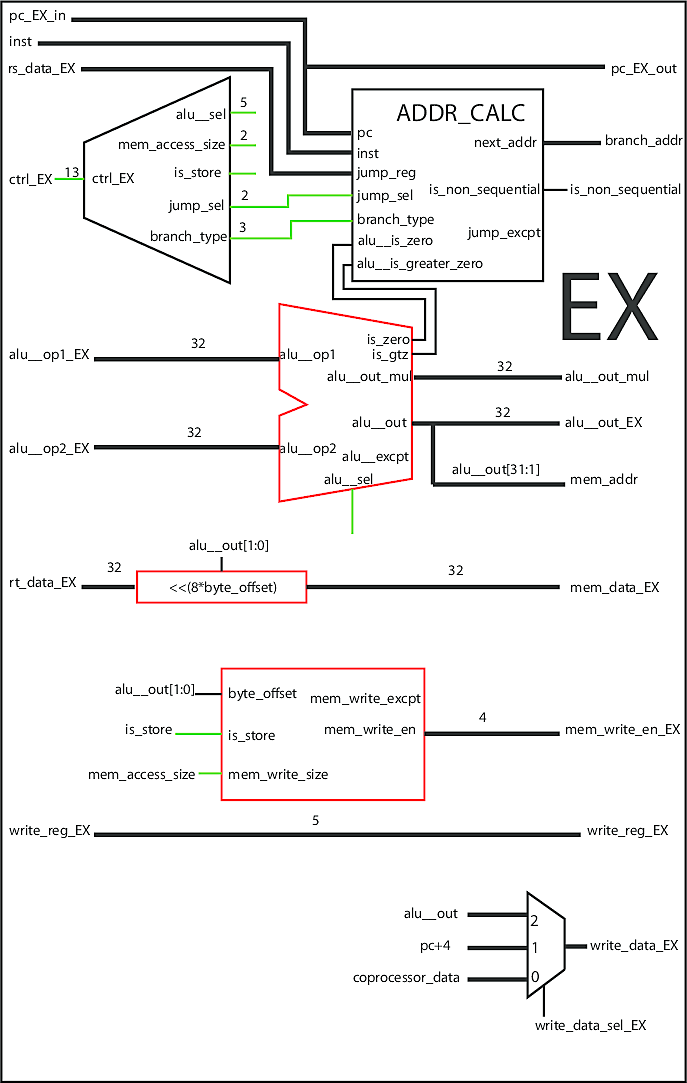 pc_EX_in
inst
rs_data_EX
pc_EX_out
ctrl_EX
13
ctrl_EX
alu__sel
5
mem_access_size
2
is_store
jump_sel
2
branch_type
3
ADDR_CALC
pc
inst
jump_reg
jump_sel
branch_type
alu__is_zero
alu__is_greater_zero
next_addr
is_non_sequential
jump_excpt
branch_addr
is_non_sequential
EX
alu__op1_EX
32
alu__op1
is_zero
is_gtz
alu__out_mul
32
alu__out_mul
alu__out
32
alu__out_EX
alu__op2_EX
32
alu__op2
alu__excpt
alu__sel
alu__out[31:1]
mem_addr
alu__out[1:0]
rt_data_EX
32
<<(8*byte_offset)
32
mem_data_EX
alu__out[1:0]
byte_offset
mem_write_excpt
is_store
is_store
mem_write_en
4
mem_write_en_EX
mem_access_size
mem_write_size
write_reg_EX
5
write_reg_EX
alu__out
2
pc+4
1
write_data_EX
coprocessor_data
0
write_data_sel_EX